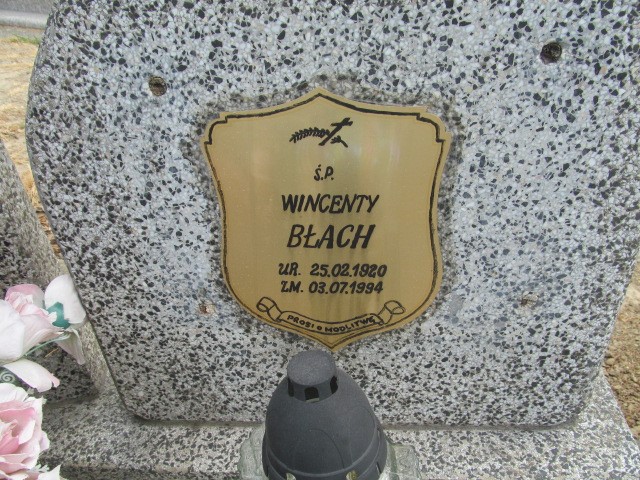 Ś.P.
WINCENTY
BŁACH
UR. 25.02.1920
ZM. 03.07.1994
PROSI O MODLITWĘ